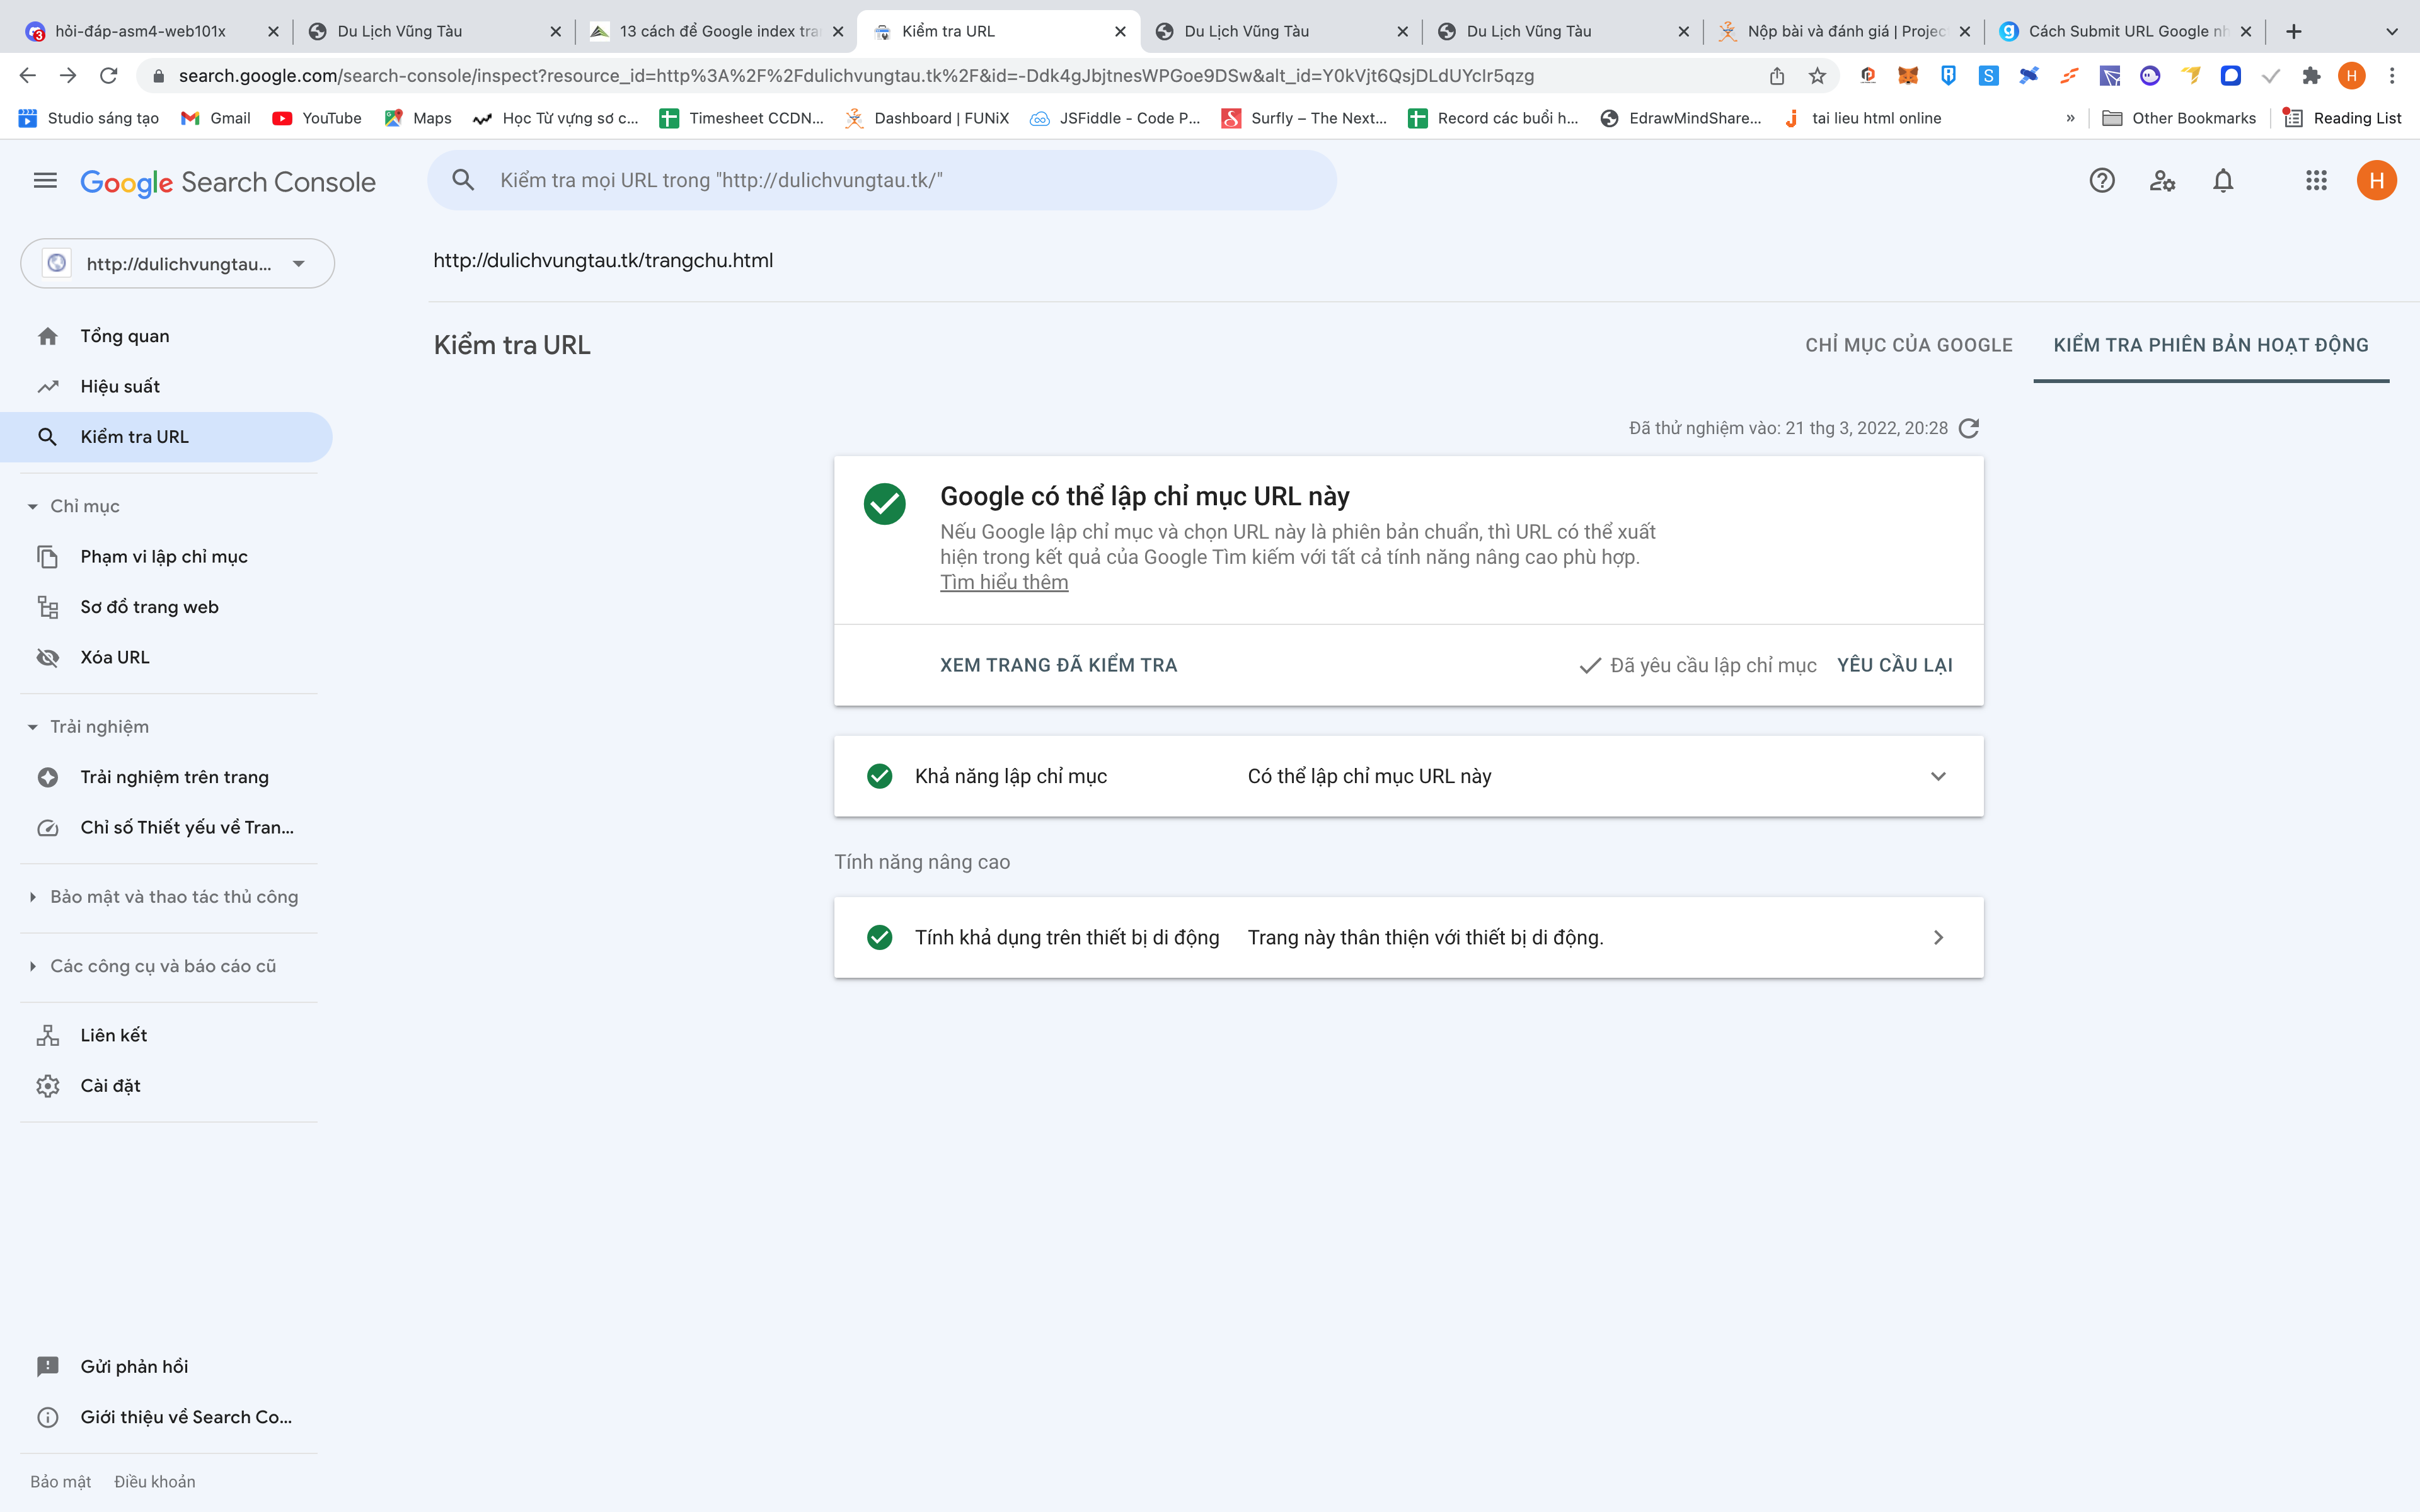 hỏi-đáp-asm4-web101x
Du Lịch Vũng Tàu
13 cách để Google index tra
Kiểm tra URL
Du Lịch Vũng Tàu
Du Lịch Vũng Tàu
Nộp bài và đánh giá | Projec
Cách Submit URL Google nh
search.google.com/search-console/inspect?resource_id=http%3A%2F%2Fdulichvungtau.tk%2F&id=-Ddk4gJbjtnesWPGoe9DSw&alt_id=Y0kVjt6QsjDLdUYclr5qzg
H
Studio sáng tạo
Gmail
YouTube
Maps
Học Từ vựng sơ c...
Timesheet CCDN...
Dashboard | FUNiX
JSFiddle - Code P...
Surfly – The Next...
Record các buổi h...
EdrawMindShare...
tai lieu html online
»
Other Bookmarks
Reading List
Google Search Console
Kiểm tra mọi URL trong "http://dulichvungtau.tk/"
H
http://dulichvungtau...
http://dulichvungtau.tk/trangchu.html
Tổng quan
Hiệu suất
Kiểm tra URL
Chỉ mục
Phạm vi lập chỉ mục
Sơ đồ trang web
Xóa URL
Trải nghiệm
Trải nghiệm trên trang
Chỉ số Thiết yếu về Tran...
Bảo mật và thao tác thủ công
Các công cụ và báo cáo cũ
Liên kết
Cài đặt
Gửi phản hồi
Giới thiệu về Search Co...
Bảo mật
Điều khoản
Kiểm tra URL
CHỈ MỤC CỦA GOOGLE
KIỂM TRA PHIÊN BẢN HOẠT ĐỘNG
Đã thử nghiệm vào: 21 thg 3, 2022, 20:28
Google có thể lập chỉ mục URL này
Nếu Google lập chỉ mục và chọn URL này là phiên bản chuẩn, thì URL có thể xuất
hiện trong kết quả của Google Tìm kiếm với tất cả tính năng nâng cao phù hợp.
Tìm hiểu thêm
XEM TRANG ĐÃ KIỂM TRA
Đã yêu cầu lập chỉ mục
YÊU CẦU LẠI
Khả năng lập chỉ mục
Có thể lập chỉ mục URL này
Tính năng nâng cao
Tính khả dụng trên thiết bị di động
Trang này thân thiện với thiết bị di động.